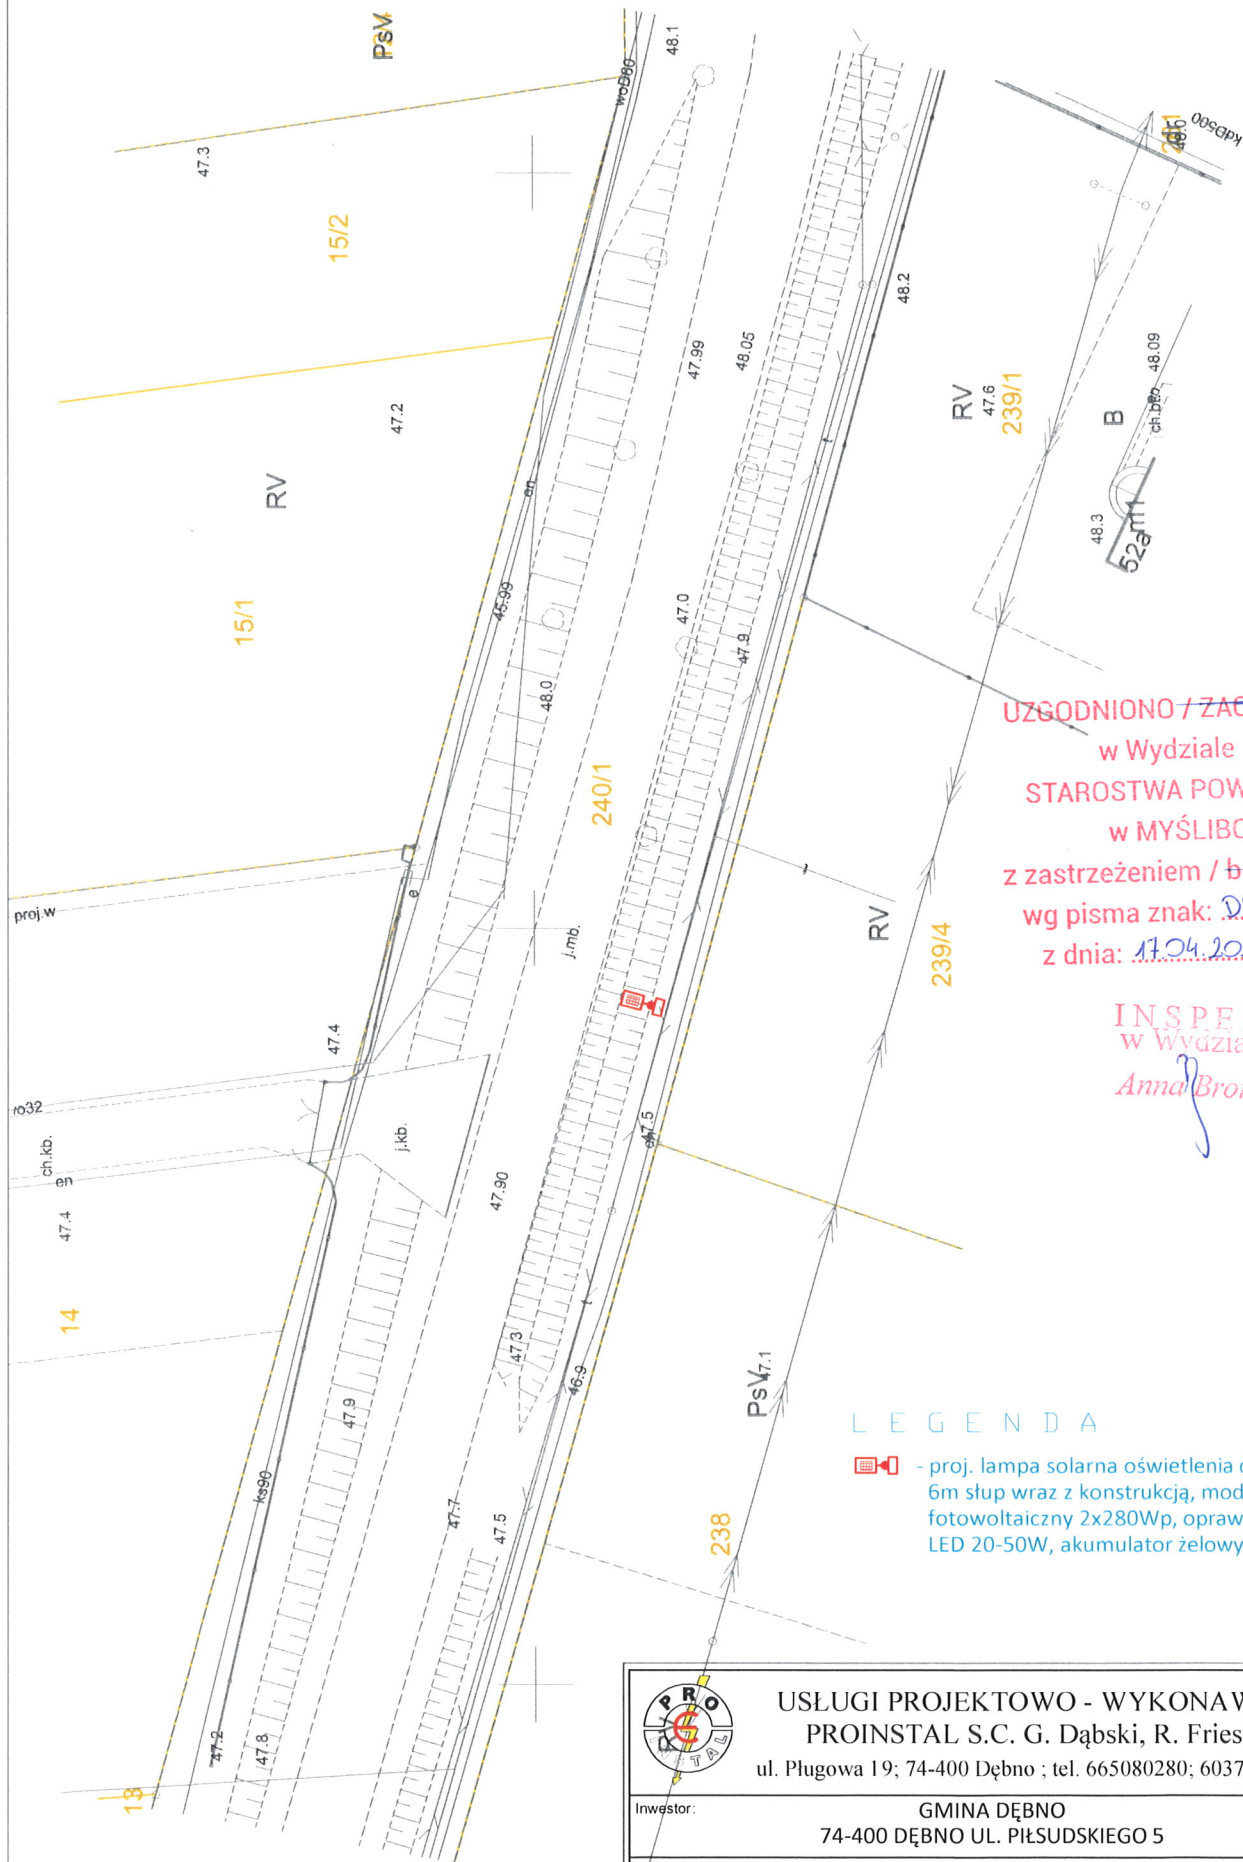 PsV
woD60
48.1
47.3
15/2
kdD500
47.99
48.05
48.2
RV
47.6
239/1
B
48.09
47.2
RV
en
48.3
52a
m1
15/1
45.99
47.0
47.9
48.0
240/1
proj.w
e
j.mb.
RV
239/4
47.4
ch.kb.
en
47.4
j.kb.
47.5
47.90
14
47.3
46.9
t
PsV
47.1
47.9
ks90
47.7
47.5
238
47.2
47.8
13
UZGODNIONO /
w Wydziale
STAROSTWA POW
w MYŚLIBO
z zastrzeżeniem /
wg pisma znak: D
z dnia: 17.04.20
INSPE
w Wydzia
Anna Bro
LEGENDA
- proj. lampa solarna oświetlenia
6m słup wraz z konstrukcją, mod
fotowoltaiczny 2x280Wp, opraw
LED 20-50W, akumulator żelowy
PRO
INSTAL
RV
USŁUGI PROJEKTOWO - WYKONAW
PROINSTAL S.C. G. Dąbski, R. Fries
ul. Pługowa 19; 74-400 Dębno ; tel. 665080280; 6037
Inwestor:
GMINA DĘBNO
74-400 DĘBNO UL. PIŁSUDSKIEGO 5